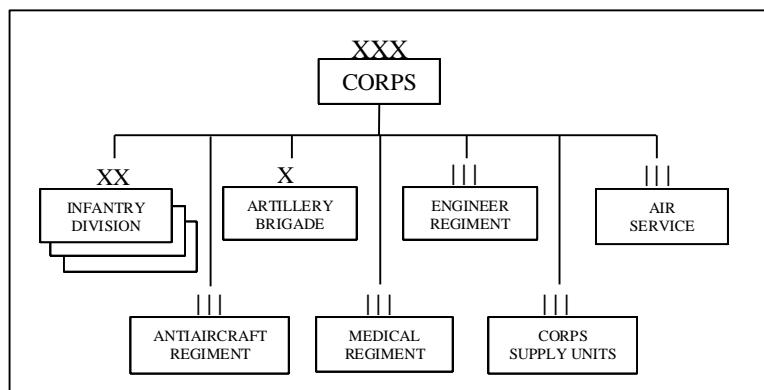 XXX
CORPS
XX
INFANTRY
DIVISION
X
ARTILLERY
BRIGADE
|||
ENGINEER
REGIMENT
|||
AIR
SERVICE
|||
ANTIAIRCRAFT
REGIMENT
|||
MEDICAL
REGIMENT
|||
CORPS
SUPPLY UNITS